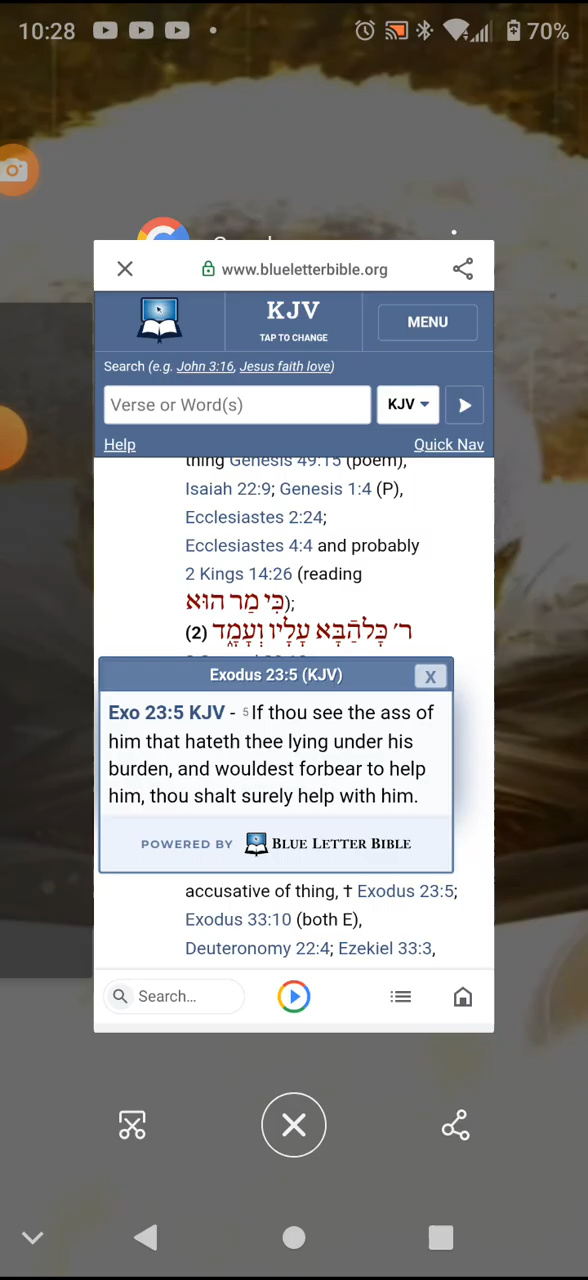 10:28
70%
www.blueletterbible.org
KJV
TAP TO CHANGE
MENU
Search (e.g. John 3:16, Jesus faith love)
Verse or Word(s)
KJV
Help
Quick Nav
thing Genesis 49:15 (poem),
Isaiah 22:9; Genesis 1:4 (P),
Ecclesiastes 2:24;
Ecclesiastes 4:4 and probably
2 Kings 14:26 (reading
כִּי מַר הוּא);
(2) ר׳ כָּלהַֿבָּא עָלָיו וְעָמָ֑ד
Exodus 23:5 (KJV)
X
Exo 23:5 KJV - 5 If thou see the ass of
him that hateth thee lying under his
burden, and wouldest forbear to help
him, thou shalt surely help with him.
POWERED BY BLUE LETTER BIBLE
accusative of thing, † Exodus 23:5;
Exodus 33:10 (both E),
Deuteronomy 22:4; Ezekiel 33:3,
Search...